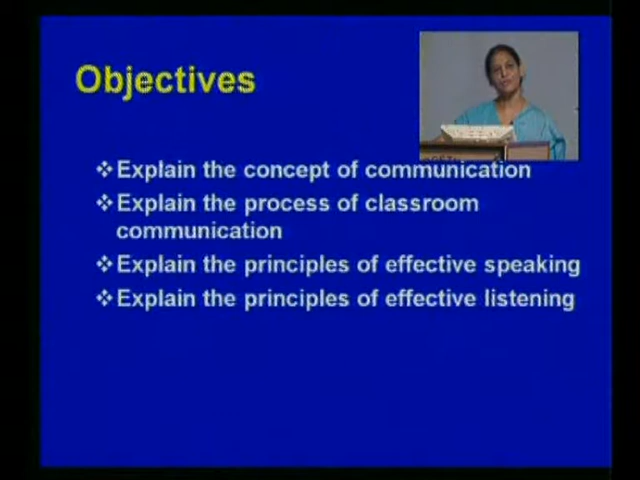 Objectives
❖Explain the concept of communication
❖Explain the process of classroom
communication
❖Explain the principles of effective speaking
❖Explain the principles of effective listening